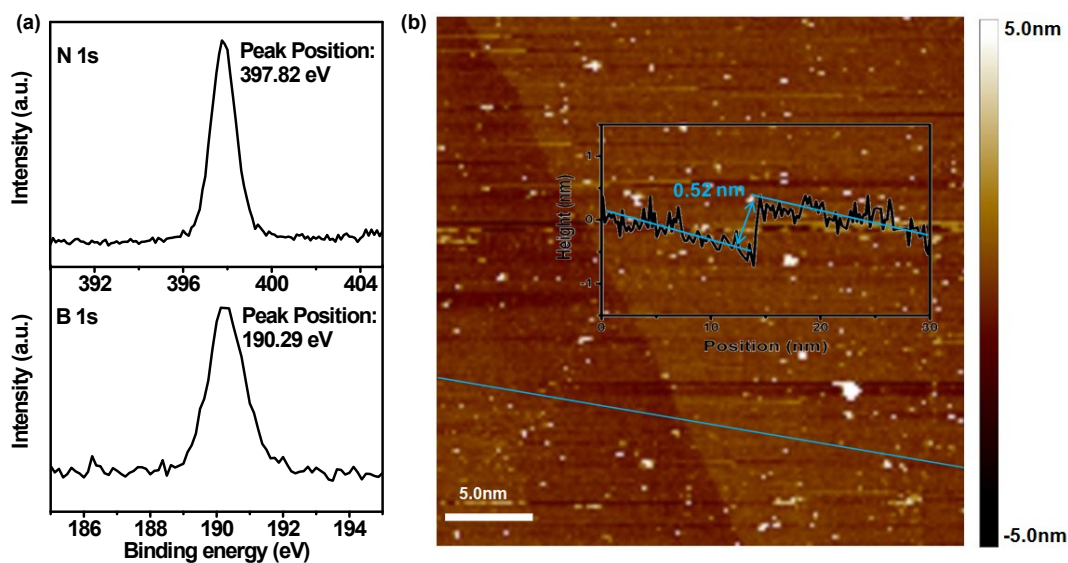 (a)
N 1s
Peak Position:
397.82 eV
Intensity (a.u.)
392 396 400 404
B 1s
Peak Position:
190.29 eV
Intensity (a.u.)
186 188 190 192 194
Binding energy (eV)
(b)
5.0nm
1
0
-1
Height (nm)
0.52 nm
0 10 20 30
Position (nm)
5.0nm
-5.0nm